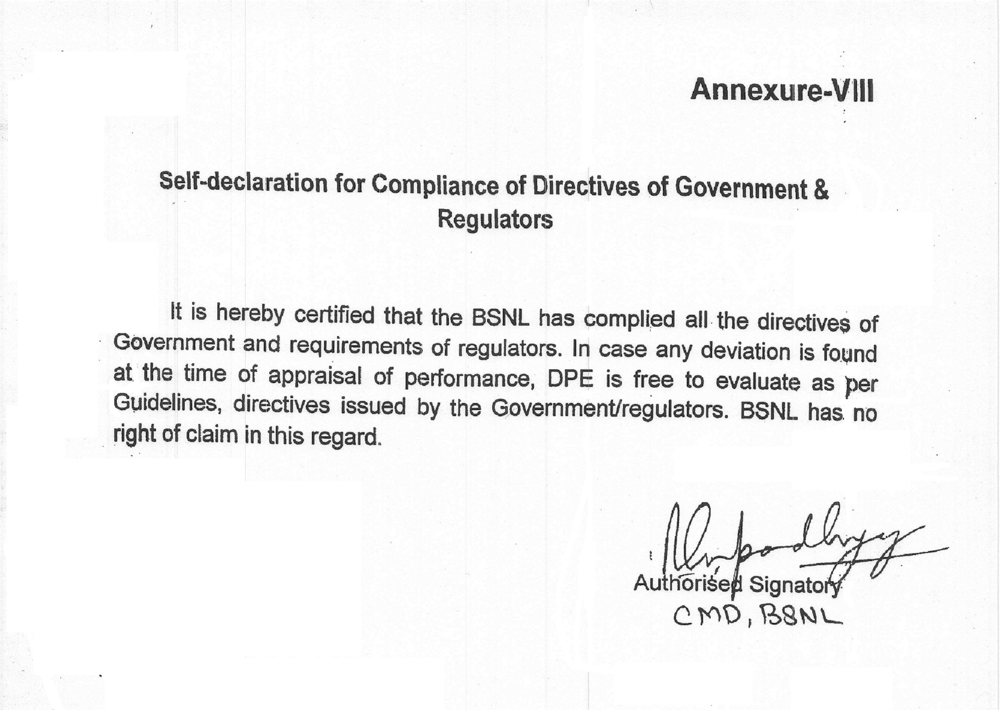 Annexure-VIII
Self-declaration for Compliance of Directives of Government &
Regulators
It is hereby certified that the BSNL has complied all the directives of
Government and requirements of regulators. In case any deviation is found
at the time of appraisal of performance, DPE is free to evaluate as per
Guidelines, directives issued by the Government/regulators. BSNL has no
right of claim in this regard.
Authorised Signatory
CMD, BSNL